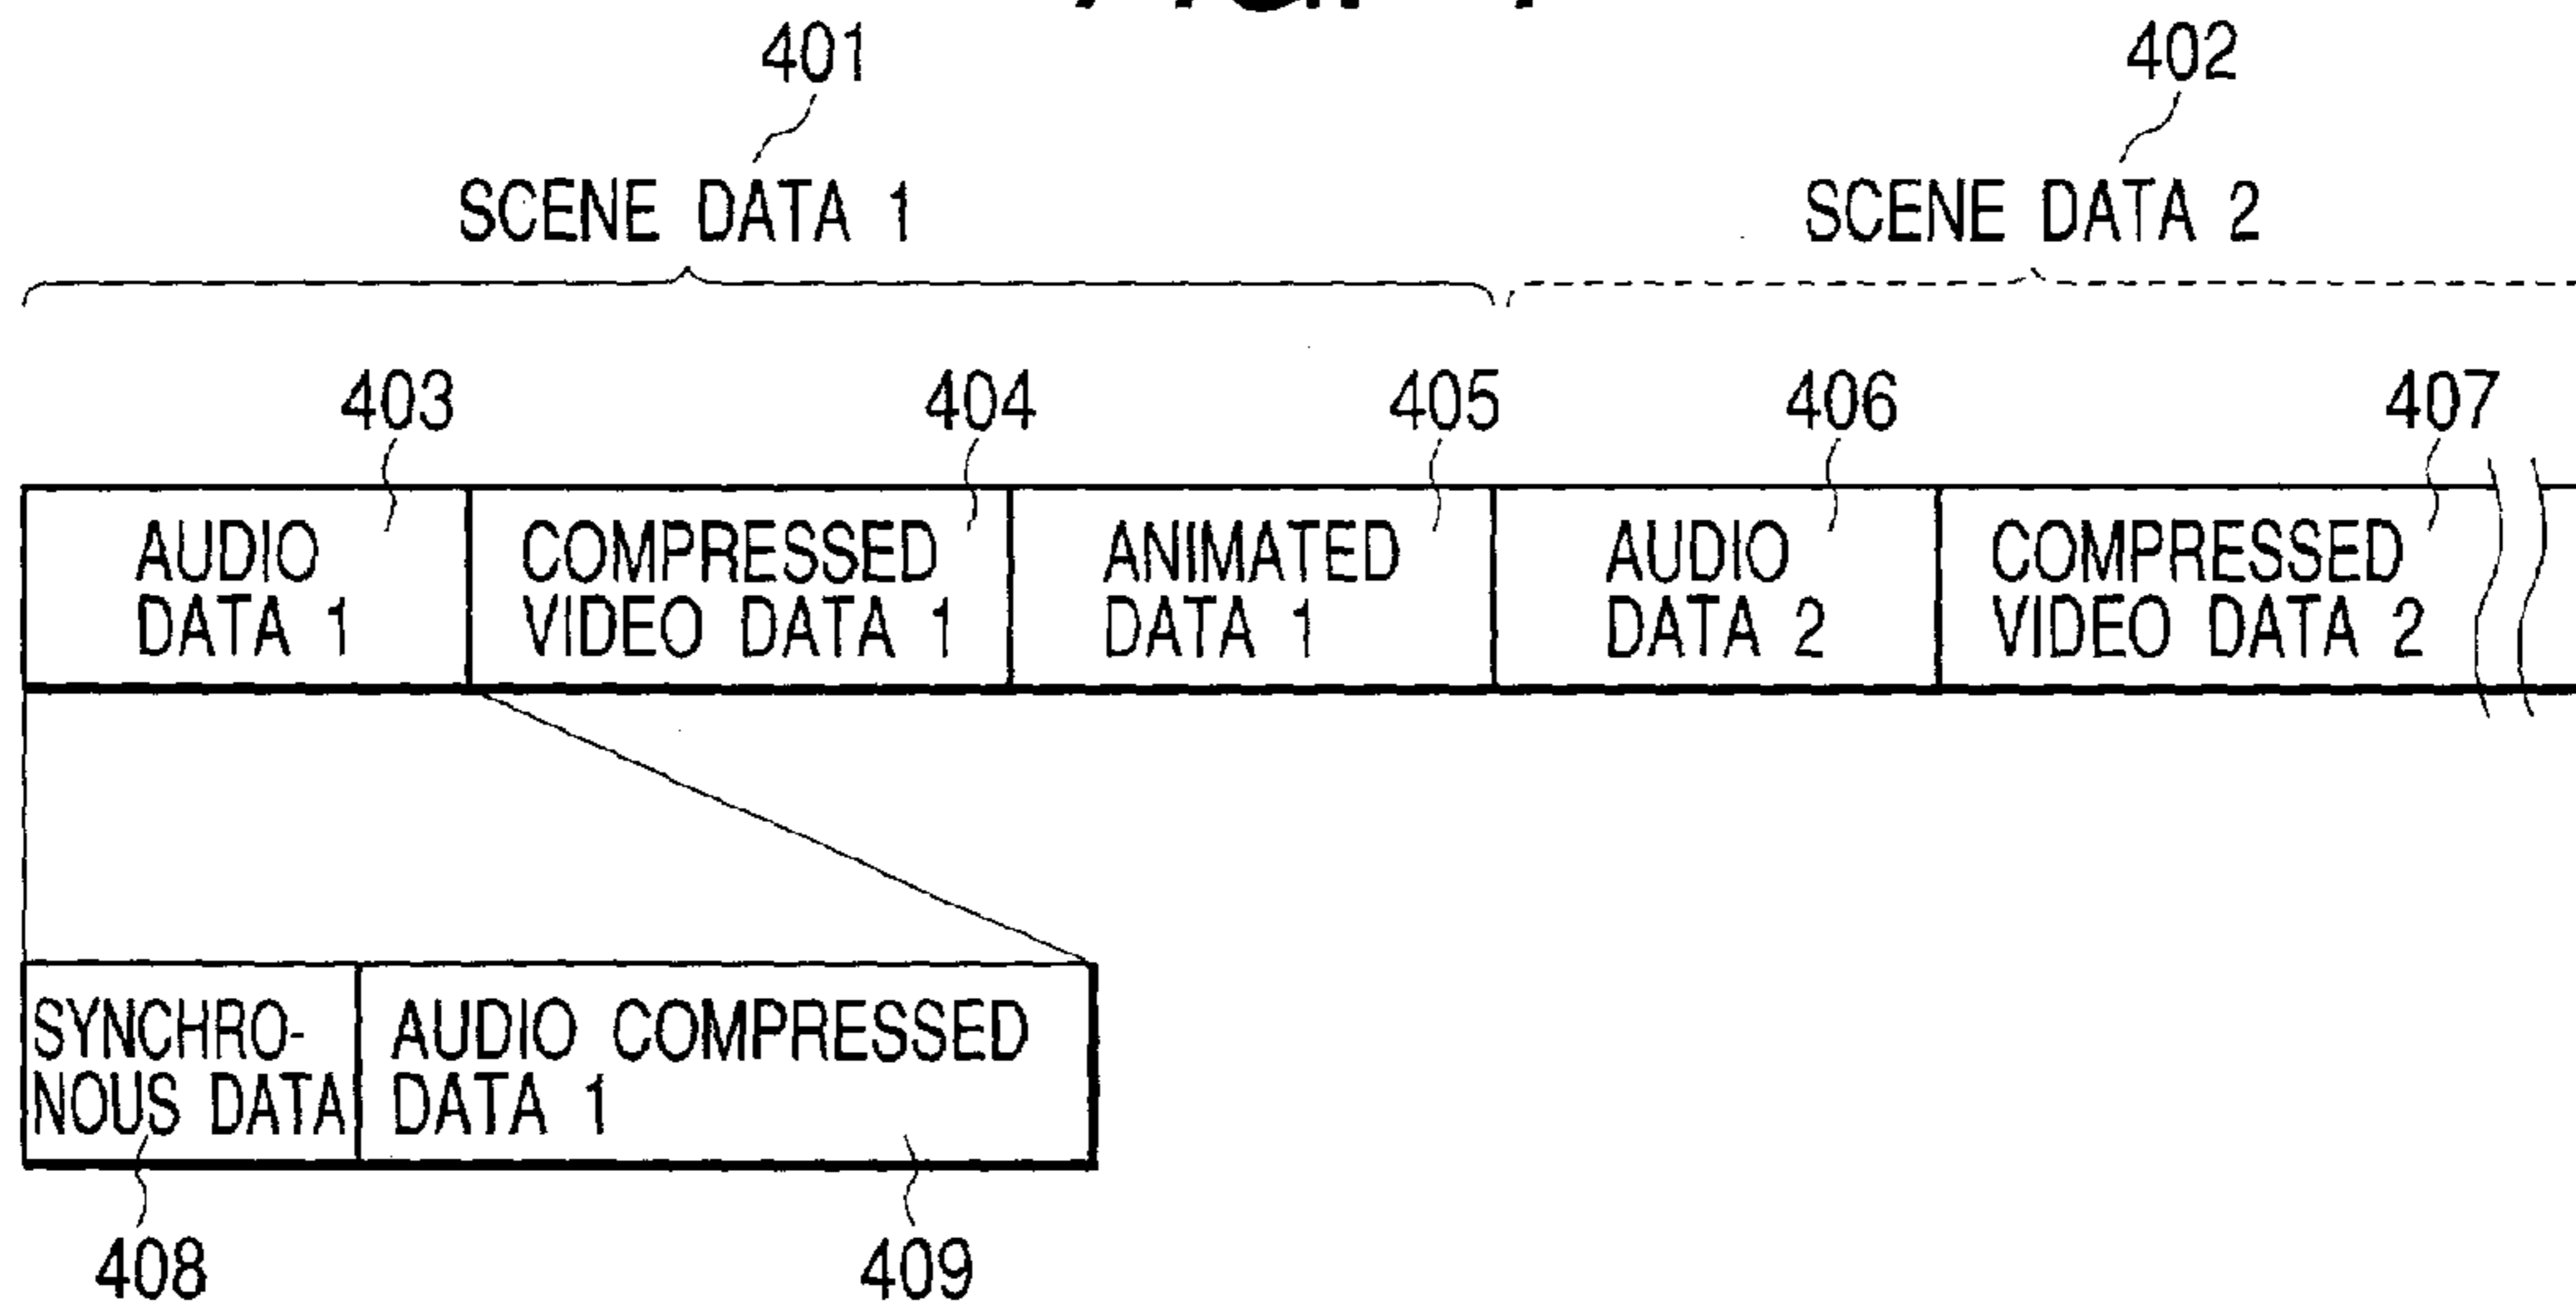 401
402
SCENE DATA 1
SCENE DATA 2
403
404
405
406
407
AUDIO
DATA 1
COMPRESSED
VIDEO DATA 1
ANIMATED
DATA 1
AUDIO
DATA 2
COMPRESSED
VIDEO DATA 2
SYNCHRO-
NOUS DATA
AUDIO COMPRESSED
DATA 1
408
409